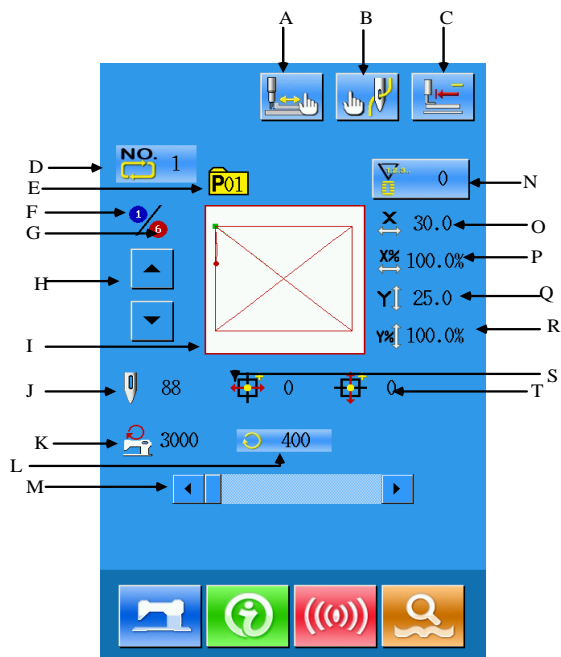 A B C
D NO. 1
E P01
N 0
F 1
G 6
O X 30.0
P X% 100.0%
H
Q Y 25.0
R Y% 100.0%
I
J 88
S 0
T 0
K 3000
L 400
M
i